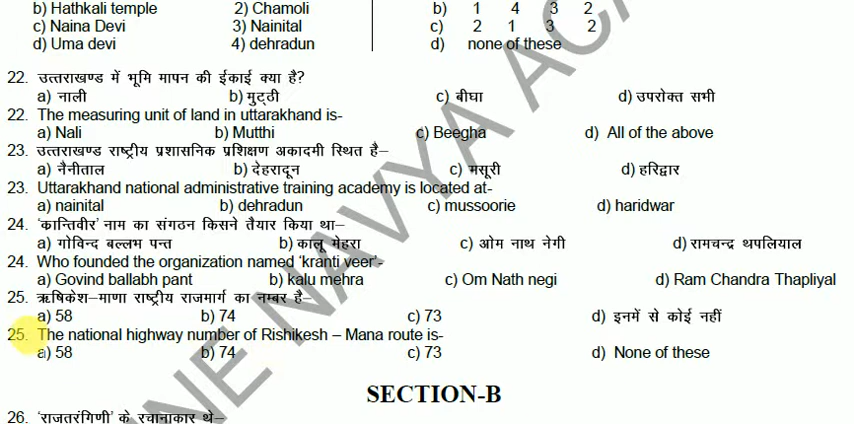 b) Hathkali temple 2) Chamoli b) 1 4 3 2
c) Naina Devi 3) Nainital c) 2 1 3 2
d) Uma devi 4) dehradun d) none of these
22. उत्तराखण्ड में भूमि मापन की ईकाई क्या है?
a) नाली b) मुट्ठी c) बीघा d) उपरोक्त सभी
22. The measuring unit of land in uttarakhand is-
a) Nali b) Mutthi c) Beegha d) All of the above
23. उत्तराखण्ड राष्ट्रीय प्रशासनिक प्रशिक्षण अकादमी स्थित है–
a) नैनीताल b) देहरादून c) मसूरी d) हरिद्वार
23. Uttarakhand national administrative training academy is located at-
a) nainital b) dehradun c) mussoorie d) haridwar
24. 'क्रान्तिवीर' नाम का संगठन किसने तैयार किया था–
a) गोविन्द बल्लभ पन्त b) कालू मेहरा c) ओम नाथ नेगी d) रामचन्द्र थपलियाल
24. Who founded the organization named 'kranti veer'-
a) Govind ballabh pant b) kalu mehra c) Om Nath negi d) Ram Chandra Thapliyal
25. ऋषिकेश–माणा राष्ट्रीय राजमार्ग का नम्बर है–
a) 58 b) 74 c) 73 d) इनमें से कोई नहीं
25. The national highway number of Rishikesh – Mana route is-
a) 58 b) 74 c) 73 d) None of these
SECTION-B
26. 'राजतरंगिणी' के रचनाकार थे–
INE NAVYA ACA